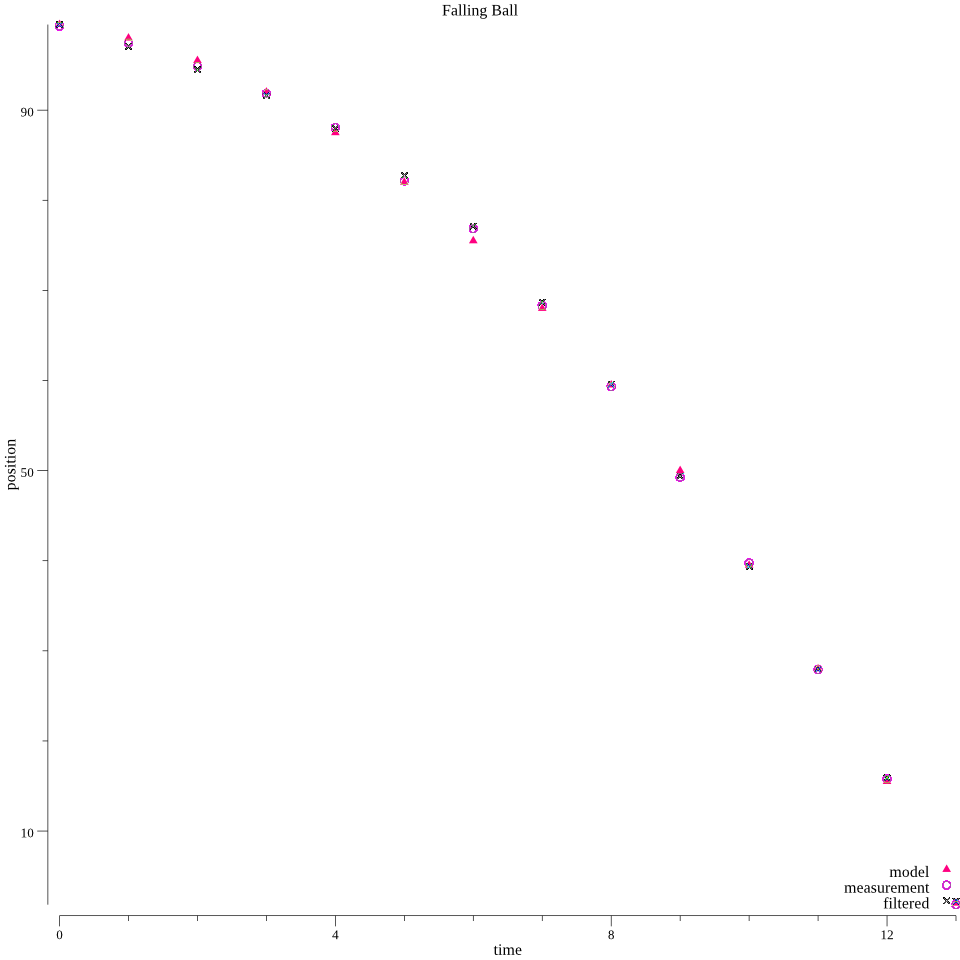 Falling Ball
90
50
10
position
model
measurement
filtered
0
4
8
12
time